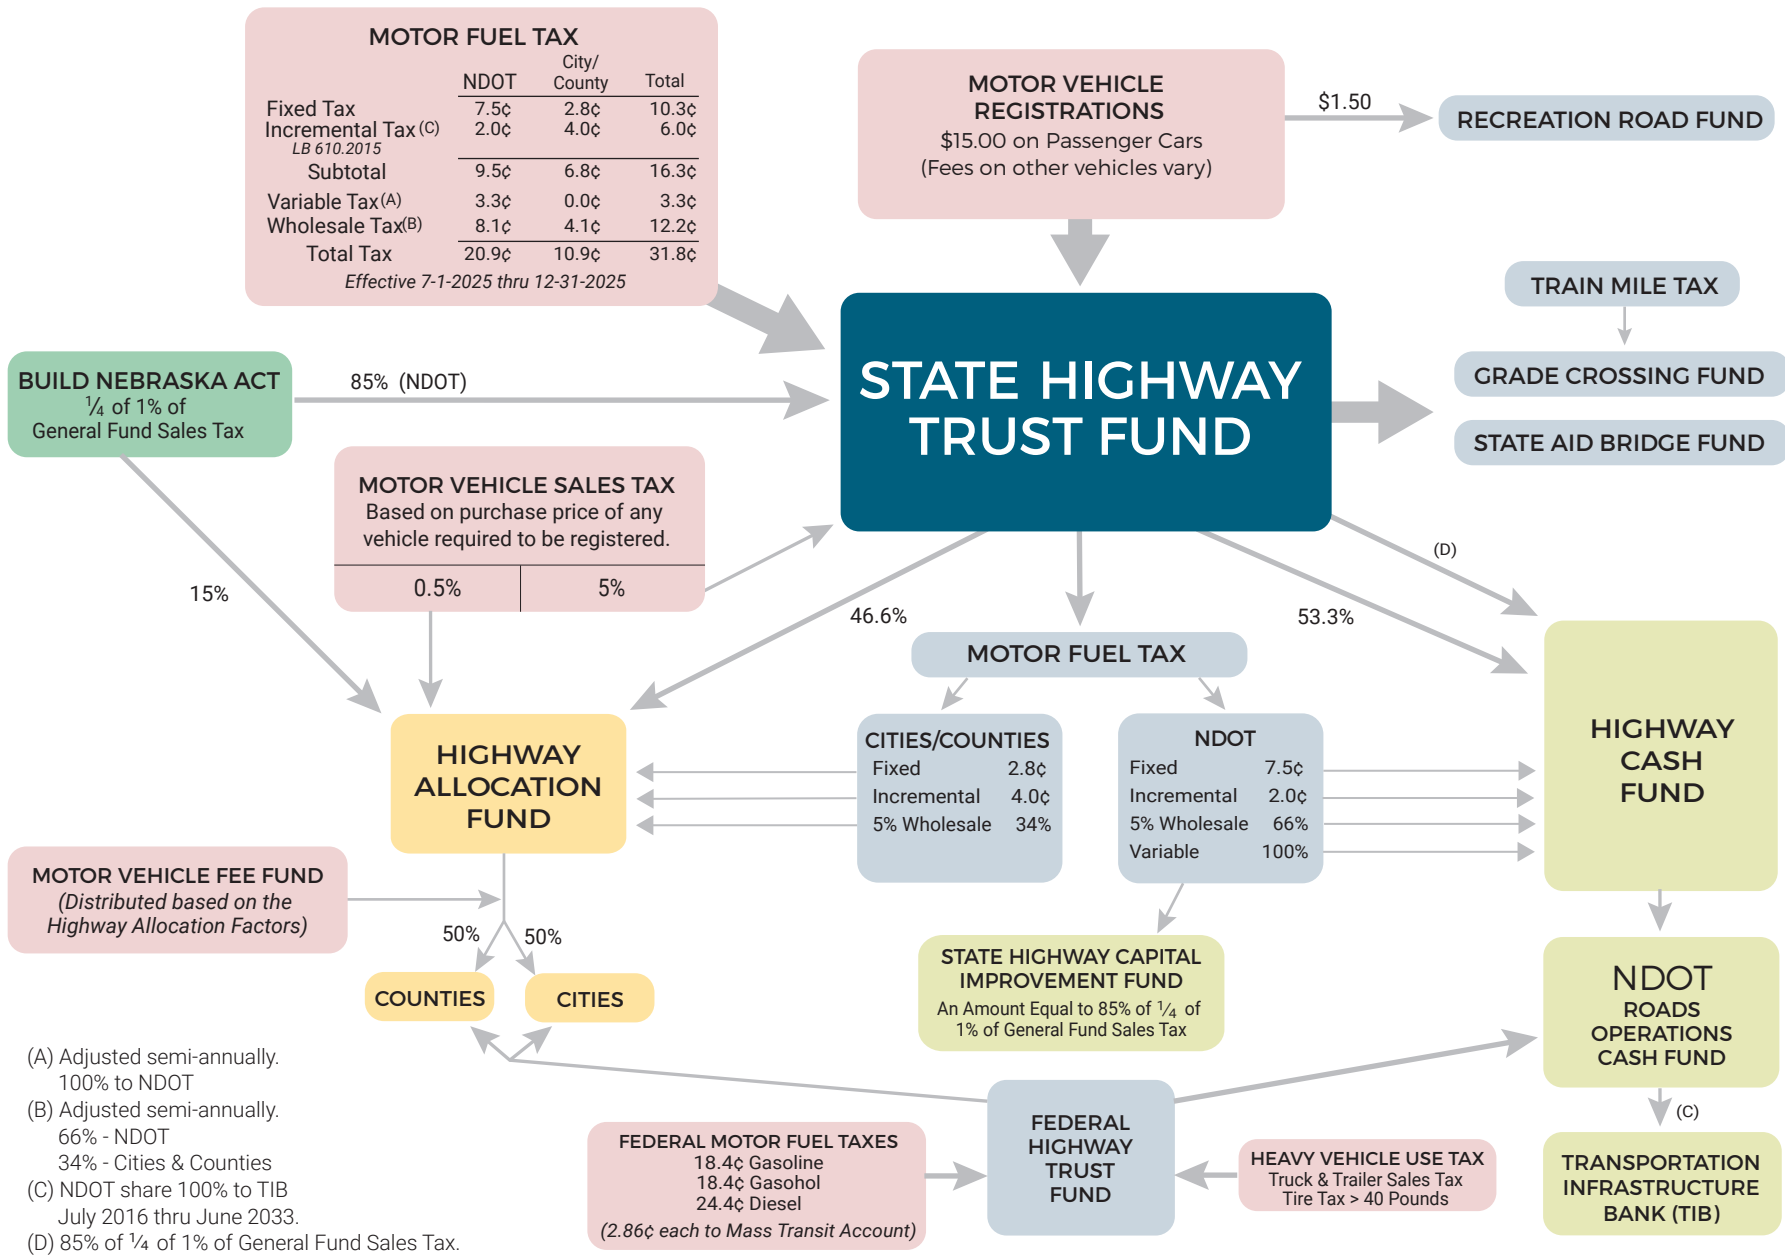 MOTOR FUEL TAX
NDOT City/ County Total
Fixed Tax 7.5¢ 2.8¢ 10.3¢
Incremental Tax (C) 2.0¢ 4.0¢ 6.0¢
LB 610.2015
Subtotal 9.5¢ 6.8¢ 16.3¢
Variable Tax (A) 3.3¢ 0.0¢ 3.3¢
Wholesale Tax(B) 8.1¢ 4.1¢ 12.2¢
Total Tax 20.9¢ 10.9¢ 31.8¢
Effective 7-1-2025 thru 12-31-2025
MOTOR VEHICLE
REGISTRATIONS
$15.00 on Passenger Cars
(Fees on other vehicles vary)
$1.50
RECREATION ROAD FUND
TRAIN MILE TAX
GRADE CROSSING FUND
STATE AID BRIDGE FUND
BUILD NEBRASKA ACT
¼ of 1% of
General Fund Sales Tax
85% (NDOT)
15%
STATE HIGHWAY
TRUST FUND
MOTOR VEHICLE SALES TAX
Based on purchase price of any
vehicle required to be registered.
0.5% 5%
46.6%
53.3%
(D)
MOTOR FUEL TAX
HIGHWAY
ALLOCATION
FUND
CITIES/COUNTIES
Fixed 2.8¢
Incremental 4.0¢
5% Wholesale 34%
NDOT
Fixed 7.5¢
Incremental 2.0¢
5% Wholesale 66%
Variable 100%
HIGHWAY
CASH
FUND
MOTOR VEHICLE FEE FUND
(Distributed based on the
Highway Allocation Factors)
50% 50%
COUNTIES
CITIES
STATE HIGHWAY CAPITAL
IMPROVEMENT FUND
An Amount Equal to 85% of ¼ of
1% of General Fund Sales Tax
NDOT
ROADS
OPERATIONS
CASH FUND
(C)
TRANSPORTATION
INFRASTRUCTURE
BANK (TIB)
FEDERAL
HIGHWAY
TRUST
FUND
FEDERAL MOTOR FUEL TAXES
18.4¢ Gasoline
18.4¢ Gasohol
24.4¢ Diesel
(2.86¢ each to Mass Transit Account)
HEAVY VEHICLE USE TAX
Truck & Trailer Sales Tax
Tire Tax > 40 Pounds
(A) Adjusted semi-annually.
100% to NDOT
(B) Adjusted semi-annually.
66% - NDOT
34% - Cities & Counties
(C) NDOT share 100% to TIB
July 2016 thru June 2033.
(D) 85% of ¼ of 1% of General Fund Sales Tax.